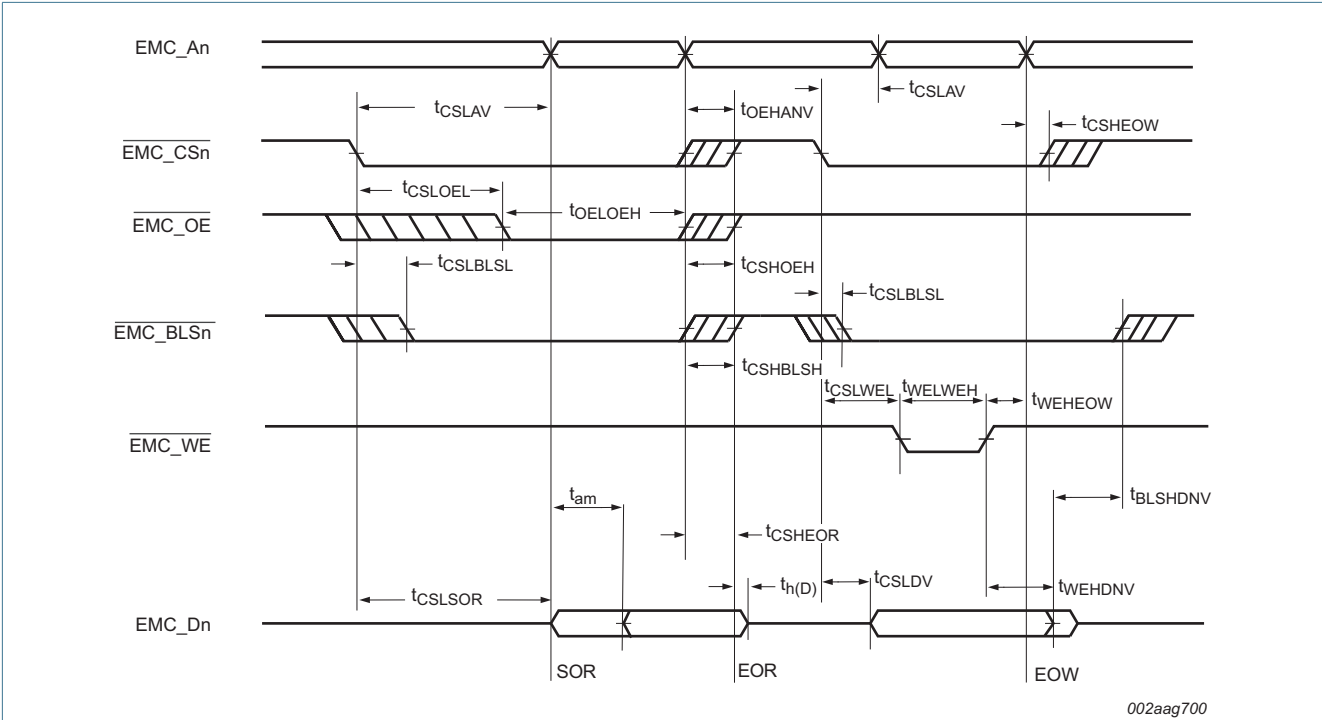 EMC_An
tCSLAV
tOEHANV
tCSLAV
tCSHEOW
EMC_CSn
tCSLOEL
tOELOEH
EMC_OE
tCSLBLSL
tCSHOEH
tCSLBLSL
EMC_BLSn
tCSHBLSH
tCSLWEL
tWELWEH
tWEHEOW
EMC_WE
tam
tBLSHDNV
tCSHEOR
tCSLSOR
th(D)
tCSLDV
tWEHDNV
EMC_Dn
SOR
EOR
EOW
002aag700